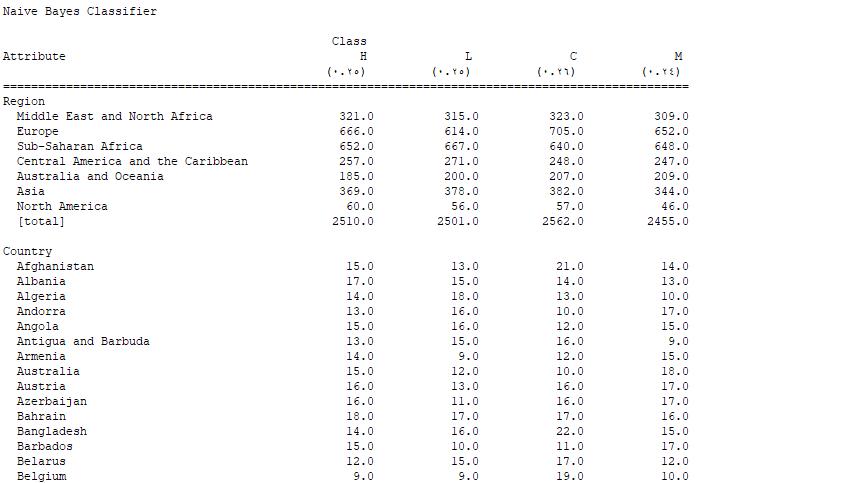 Naive Bayes Classifier
Class
Attribute H L C M
(٠.٢٥) (٠.٢٥) (٠.٢٦) (٠.٢٤)
================================================================================================
Region
Middle East and North Africa 321.0 315.0 323.0 309.0
Europe 666.0 614.0 705.0 652.0
Sub-Saharan Africa 652.0 667.0 640.0 648.0
Central America and the Caribbean 257.0 271.0 248.0 247.0
Australia and Oceania 185.0 200.0 207.0 209.0
Asia 369.0 378.0 382.0 344.0
North America 60.0 56.0 57.0 46.0
[total] 2510.0 2501.0 2562.0 2455.0
Country
Afghanistan 15.0 13.0 21.0 14.0
Albania 17.0 15.0 14.0 13.0
Algeria 14.0 18.0 13.0 10.0
Andorra 13.0 16.0 10.0 17.0
Angola 15.0 16.0 12.0 15.0
Antigua and Barbuda 13.0 15.0 16.0 9.0
Armenia 14.0 9.0 12.0 15.0
Australia 15.0 12.0 10.0 18.0
Austria 16.0 13.0 16.0 17.0
Azerbaijan 16.0 11.0 16.0 17.0
Bahrain 18.0 17.0 17.0 16.0
Bangladesh 14.0 16.0 22.0 15.0
Barbados 15.0 10.0 11.0 17.0
Belarus 12.0 15.0 17.0 12.0
Belgium 9.0 9.0 19.0 10.0